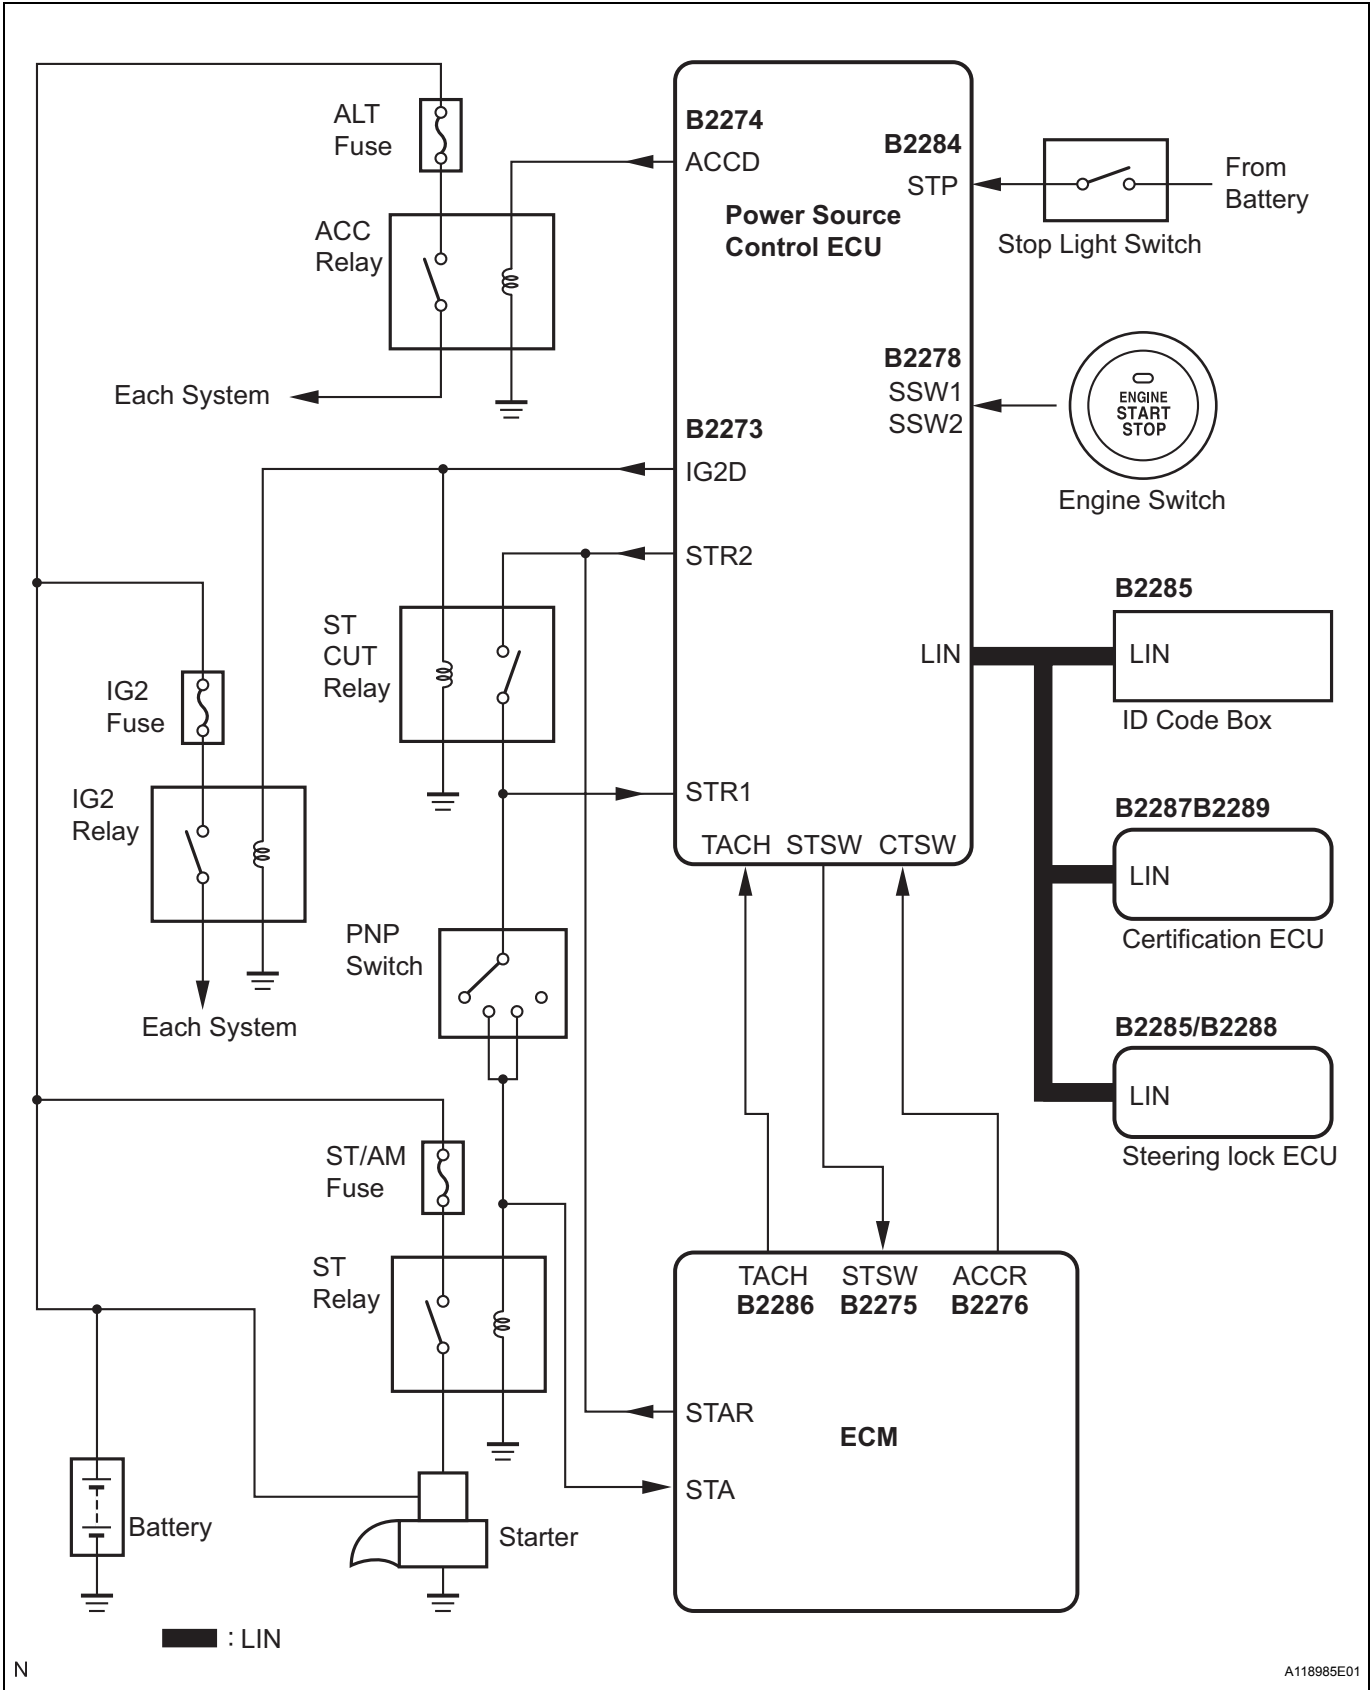 ALT
Fuse
B2274
ACCD
B2284
STP
From
Battery
Stop Light Switch
Power Source
Control ECU
ACC
Relay
Each System
B2278
SSW1
SSW2
ENGINE
START
STOP
Engine Switch
B2273
IG2D
STR2
ST
CUT
Relay
B2285
LIN
LIN
ID Code Box
IG2
Fuse
IG2
Relay
STR1
TACH STSW CTSW
B2287B2289
LIN
Certification ECU
PNP
Switch
Each System
B2285/B2288
LIN
Steering lock ECU
ST/AM
Fuse
ST
Relay
TACH STSW ACCR
B2286 B2275 B2276
STAR
ECM
STA
Battery
Starter
: LIN
N
A118985E01